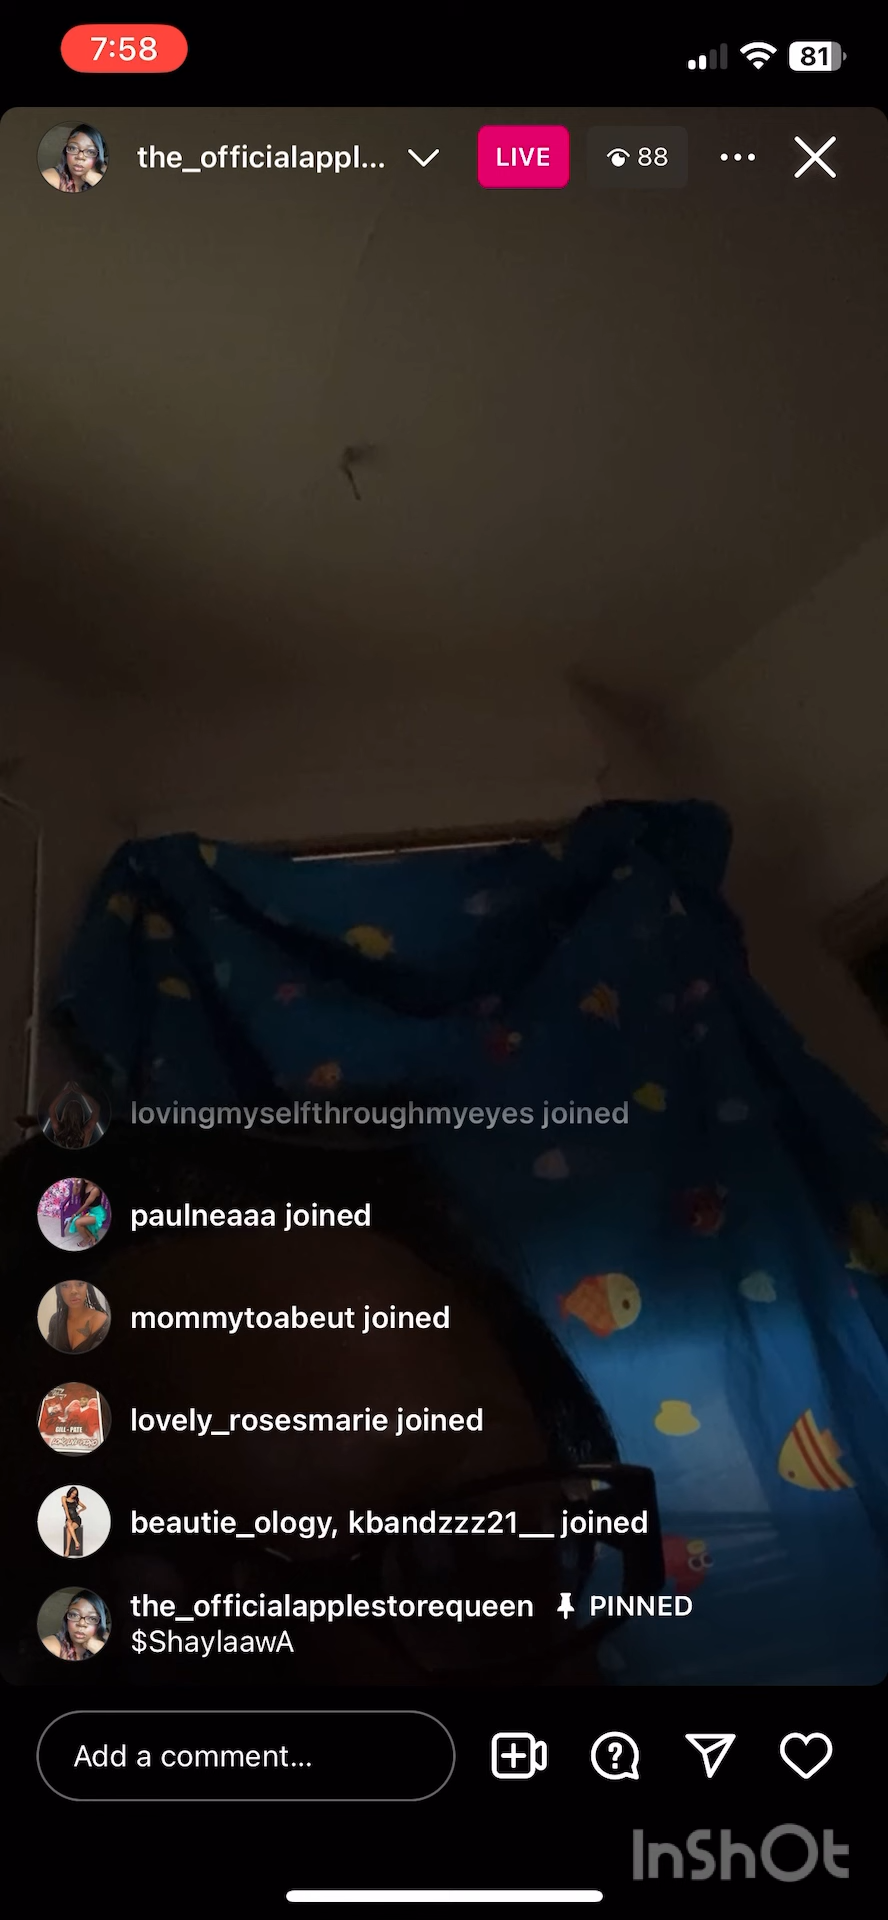 7:58
81
the_officialappl...
LIVE
88
lovingmyselfthroughmyeyes joined
paulneaaa joined
mommytoabeut joined
lovely_rosesmarie joined
beautie_ology, kbandzzz21__ joined
the_officialapplestorequeen PINNED
$ShaylaawA
Add a comment...
InShOt